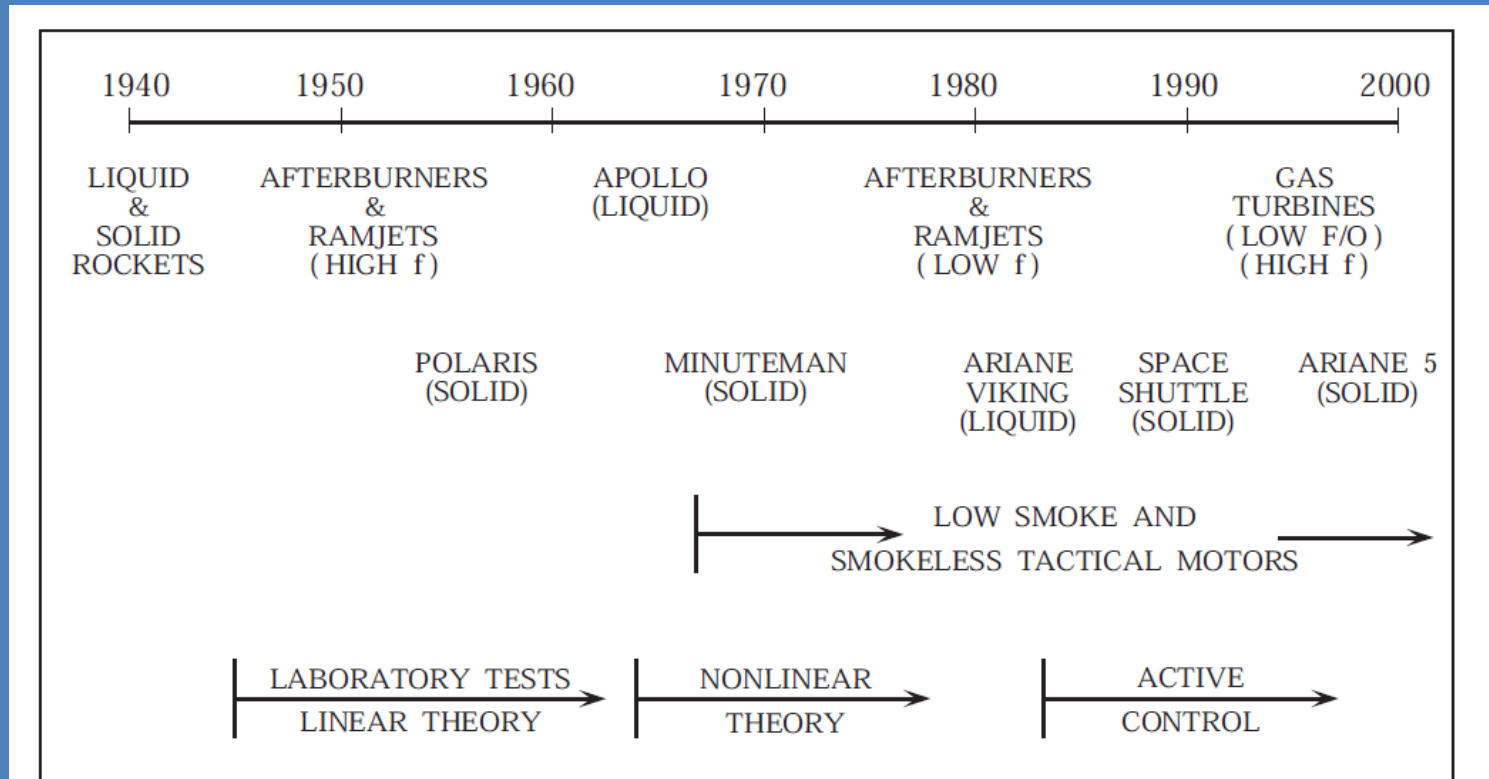 1940 1950 1960 1970 1980 1990 2000
LIQUID
&
SOLID
ROCKETS
AFTERBURNERS
&
RAMJETS
( HIGH f )
APOLLO
(LIQUID)
AFTERBURNERS
&
RAMJETS
( LOW f )
GAS
TURBINES
( LOW F/O )
( HIGH f )
POLARIS
(SOLID)
MINUTEMAN
(SOLID)
ARIANE
VIKING
(LIQUID)
SPACE
SHUTTLE
(SOLID)
ARIANE 5
(SOLID)
LOW SMOKE AND
SMOKELESS TACTICAL MOTORS
LABORATORY TESTS
LINEAR THEORY
NONLINEAR
THEORY
ACTIVE
CONTROL